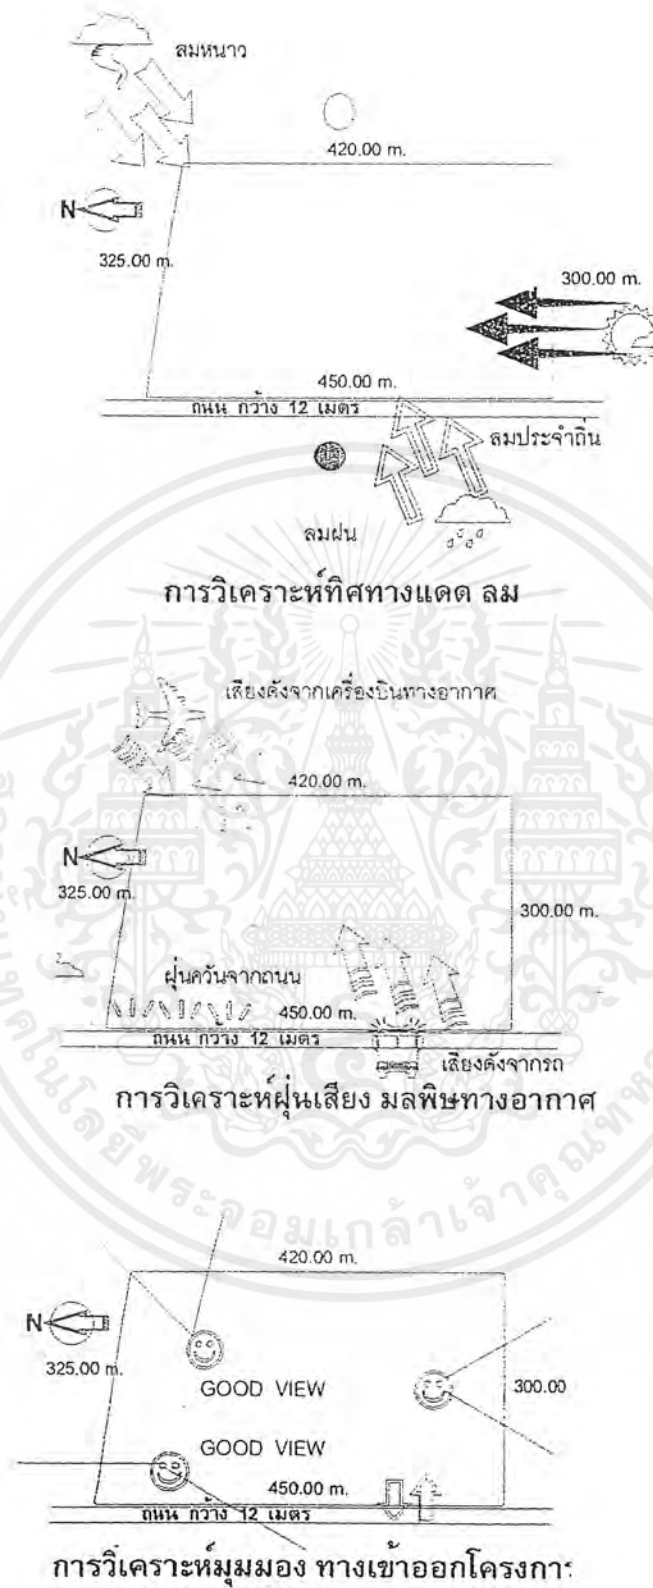 ลมหนาว
420.00 m.
N
325.00 m.
300.00 m.
450.00 m.
ถนน กว้าง 12 เมตร
ลมประจำถิ่น
ลมฝน
การวิเคราะห์ทิศทางแดด ลม
เสียงดังจากเครื่องบินทางอากาศ
420.00 m.
N
325.00 m.
300.00 m.
ฝุ่นควันจากถนน
450.00 m.
ถนน กว้าง 12 เมตร
เสียงดังจากรถ
การวิเคราะห์ฝุ่นเสียง มลพิษทางอากาศ
420.00 m.
N
325.00 m.
GOOD VIEW
300.00
GOOD VIEW
450.00 m.
ถนน กว้าง 12 เมตร
การวิเคราะห์มุมมอง ทางเข้าออกโครงการ